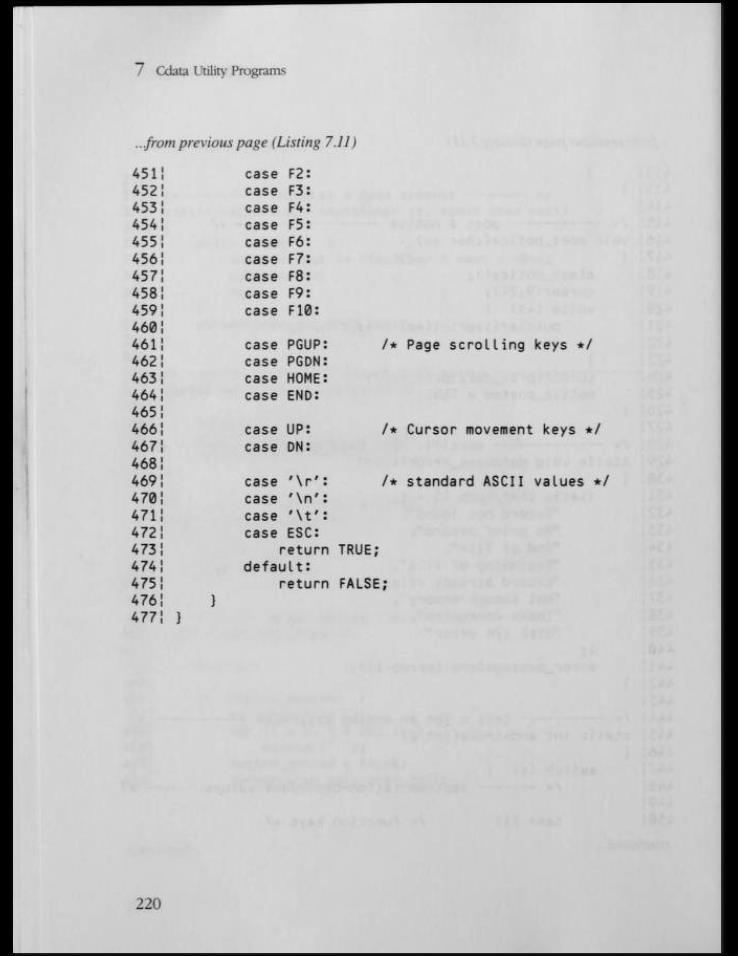 7 Cdata Utility Programs
...from previous page (Listing 7.11)
451¦         case F2:
452¦         case F3:
453¦         case F4:
454¦         case F5:
455¦         case F6:
456¦         case F7:
457¦         case F8:
458¦         case F9:
459¦         case F10:
460¦
461¦         case PGUP:      /* Page scrolling keys */
462¦         case PGDN:
463¦         case HOME:
464¦         case END:
465¦
466¦         case UP:        /* Cursor movement keys */
467¦         case DN:
468¦
469¦         case '\r':      /* standard ASCII values */
470¦         case '\n':
471¦         case '\t':
472¦         case ESC:
473¦             return TRUE;
474¦         default:
475¦             return FALSE;
476¦     }
477¦ }
220